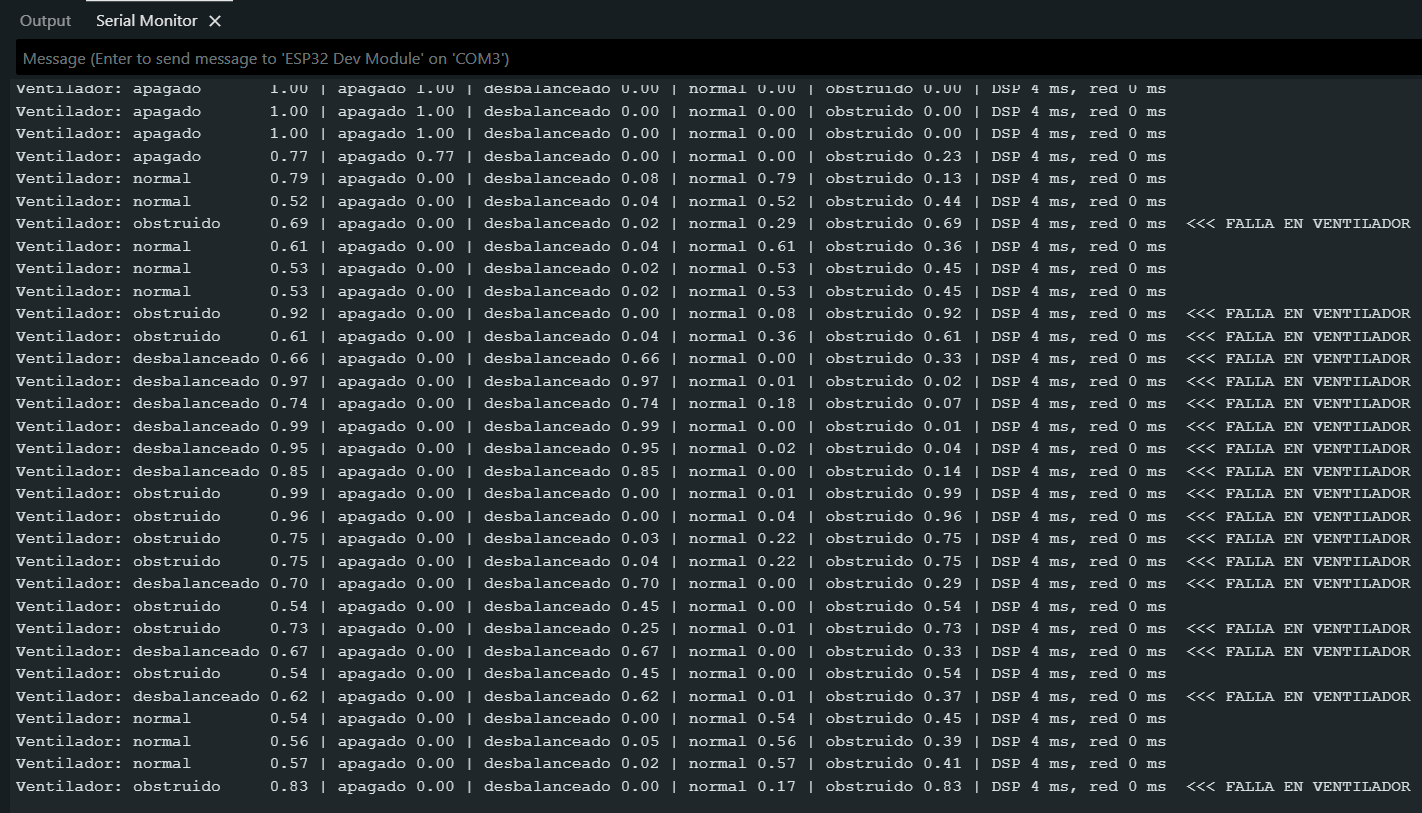 Output Serial Monitor ✕
Message (Enter to send message to 'ESP32 Dev Module' on 'COM3')
Ventilador: apagado 1.00 | apagado 1.00 | desbalanceado 0.00 | normal 0.00 | obstruido 0.00 | DSP 4 ms, red 0 ms
Ventilador: apagado 1.00 | apagado 1.00 | desbalanceado 0.00 | normal 0.00 | obstruido 0.00 | DSP 4 ms, red 0 ms
Ventilador: apagado 1.00 | apagado 1.00 | desbalanceado 0.00 | normal 0.00 | obstruido 0.00 | DSP 4 ms, red 0 ms
Ventilador: apagado 0.77 | apagado 0.77 | desbalanceado 0.00 | normal 0.00 | obstruido 0.23 | DSP 4 ms, red 0 ms
Ventilador: normal 0.79 | apagado 0.00 | desbalanceado 0.08 | normal 0.79 | obstruido 0.13 | DSP 4 ms, red 0 ms
Ventilador: normal 0.52 | apagado 0.00 | desbalanceado 0.04 | normal 0.52 | obstruido 0.44 | DSP 4 ms, red 0 ms
Ventilador: obstruido 0.69 | apagado 0.00 | desbalanceado 0.02 | normal 0.29 | obstruido 0.69 | DSP 4 ms, red 0 ms <<< FALLA EN VENTILADOR
Ventilador: normal 0.61 | apagado 0.00 | desbalanceado 0.04 | normal 0.61 | obstruido 0.36 | DSP 4 ms, red 0 ms
Ventilador: normal 0.53 | apagado 0.00 | desbalanceado 0.02 | normal 0.53 | obstruido 0.45 | DSP 4 ms, red 0 ms
Ventilador: normal 0.53 | apagado 0.00 | desbalanceado 0.02 | normal 0.53 | obstruido 0.45 | DSP 4 ms, red 0 ms
Ventilador: obstruido 0.92 | apagado 0.00 | desbalanceado 0.00 | normal 0.08 | obstruido 0.92 | DSP 4 ms, red 0 ms <<< FALLA EN VENTILADOR
Ventilador: obstruido 0.61 | apagado 0.00 | desbalanceado 0.04 | normal 0.36 | obstruido 0.61 | DSP 4 ms, red 0 ms <<< FALLA EN VENTILADOR
Ventilador: desbalanceado 0.66 | apagado 0.00 | desbalanceado 0.66 | normal 0.00 | obstruido 0.33 | DSP 4 ms, red 0 ms <<< FALLA EN VENTILADOR
Ventilador: desbalanceado 0.97 | apagado 0.00 | desbalanceado 0.97 | normal 0.01 | obstruido 0.02 | DSP 4 ms, red 0 ms <<< FALLA EN VENTILADOR
Ventilador: desbalanceado 0.74 | apagado 0.00 | desbalanceado 0.74 | normal 0.18 | obstruido 0.07 | DSP 4 ms, red 0 ms <<< FALLA EN VENTILADOR
Ventilador: desbalanceado 0.99 | apagado 0.00 | desbalanceado 0.99 | normal 0.00 | obstruido 0.01 | DSP 4 ms, red 0 ms <<< FALLA EN VENTILADOR
Ventilador: desbalanceado 0.95 | apagado 0.00 | desbalanceado 0.95 | normal 0.02 | obstruido 0.04 | DSP 4 ms, red 0 ms <<< FALLA EN VENTILADOR
Ventilador: desbalanceado 0.85 | apagado 0.00 | desbalanceado 0.85 | normal 0.00 | obstruido 0.14 | DSP 4 ms, red 0 ms <<< FALLA EN VENTILADOR
Ventilador: obstruido 0.99 | apagado 0.00 | desbalanceado 0.00 | normal 0.01 | obstruido 0.99 | DSP 4 ms, red 0 ms <<< FALLA EN VENTILADOR
Ventilador: obstruido 0.96 | apagado 0.00 | desbalanceado 0.00 | normal 0.04 | obstruido 0.96 | DSP 4 ms, red 0 ms <<< FALLA EN VENTILADOR
Ventilador: obstruido 0.75 | apagado 0.00 | desbalanceado 0.03 | normal 0.22 | obstruido 0.75 | DSP 4 ms, red 0 ms <<< FALLA EN VENTILADOR
Ventilador: obstruido 0.75 | apagado 0.00 | desbalanceado 0.04 | normal 0.22 | obstruido 0.75 | DSP 4 ms, red 0 ms <<< FALLA EN VENTILADOR
Ventilador: desbalanceado 0.70 | apagado 0.00 | desbalanceado 0.70 | normal 0.00 | obstruido 0.29 | DSP 4 ms, red 0 ms <<< FALLA EN VENTILADOR
Ventilador: obstruido 0.54 | apagado 0.00 | desbalanceado 0.45 | normal 0.00 | obstruido 0.54 | DSP 4 ms, red 0 ms
Ventilador: obstruido 0.73 | apagado 0.00 | desbalanceado 0.25 | normal 0.01 | obstruido 0.73 | DSP 4 ms, red 0 ms <<< FALLA EN VENTILADOR
Ventilador: desbalanceado 0.67 | apagado 0.00 | desbalanceado 0.67 | normal 0.00 | obstruido 0.33 | DSP 4 ms, red 0 ms <<< FALLA EN VENTILADOR
Ventilador: obstruido 0.54 | apagado 0.00 | desbalanceado 0.45 | normal 0.00 | obstruido 0.54 | DSP 4 ms, red 0 ms
Ventilador: desbalanceado 0.62 | apagado 0.00 | desbalanceado 0.62 | normal 0.01 | obstruido 0.37 | DSP 4 ms, red 0 ms <<< FALLA EN VENTILADOR
Ventilador: normal 0.54 | apagado 0.00 | desbalanceado 0.00 | normal 0.54 | obstruido 0.45 | DSP 4 ms, red 0 ms
Ventilador: normal 0.56 | apagado 0.00 | desbalanceado 0.05 | normal 0.56 | obstruido 0.39 | DSP 4 ms, red 0 ms
Ventilador: normal 0.57 | apagado 0.00 | desbalanceado 0.02 | normal 0.57 | obstruido 0.41 | DSP 4 ms, red 0 ms
Ventilador: obstruido 0.83 | apagado 0.00 | desbalanceado 0.00 | normal 0.17 | obstruido 0.83 | DSP 4 ms, red 0 ms <<< FALLA EN VENTILADOR